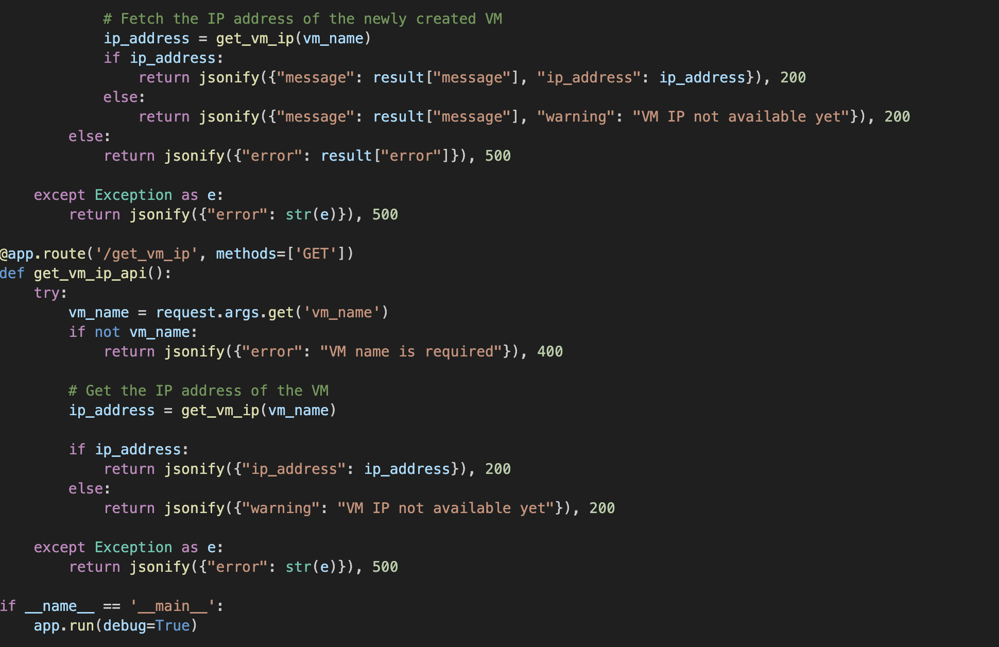 # Fetch the IP address of the newly created VM
ip_address = get_vm_ip(vm_name)
if ip_address:
return jsonify({"message": result["message"], "ip_address": ip_address}), 200
else:
return jsonify({"message": result["message"], "warning": "VM IP not available yet"}), 200
else:
return jsonify({"error": result["error"]}), 500
except Exception as e:
return jsonify({"error": str(e)}), 500
@app.route('/get_vm_ip', methods=['GET'])
def get_vm_ip_api():
try:
vm_name = request.args.get('vm_name')
if not vm_name:
return jsonify({"error": "VM name is required"}), 400
# Get the IP address of the VM
ip_address = get_vm_ip(vm_name)
if ip_address:
return jsonify({"ip_address": ip_address}), 200
else:
return jsonify({"warning": "VM IP not available yet"}), 200
except Exception as e:
return jsonify({"error": str(e)}), 500
if __name__ == '__main__':
app.run(debug=True)